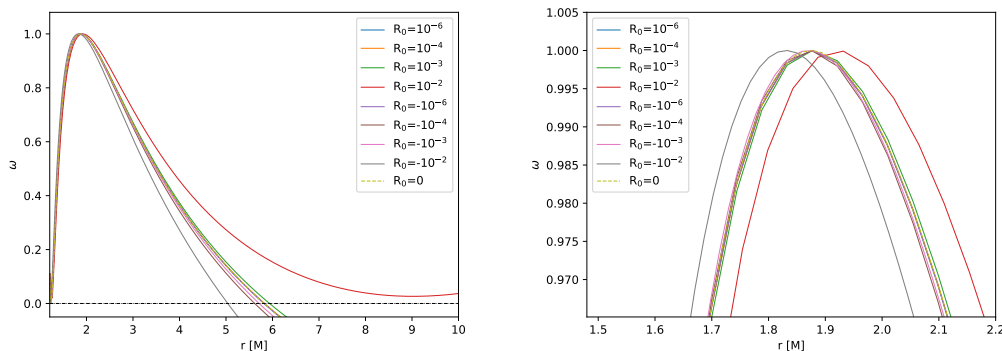 ω
1.0
0.8
0.6
0.4
0.2
0.0
2 3 4 5 6 7 8 9 10
r [M]
R₀=10⁻⁶
R₀=10⁻⁴
R₀=10⁻³
R₀=10⁻²
R₀=-10⁻⁶
R₀=-10⁻⁴
R₀=-10⁻³
R₀=-10⁻²
R₀=0
ω
1.005
1.000
0.995
0.990
0.985
0.980
0.975
0.970
1.5 1.6 1.7 1.8 1.9 2.0 2.1 2.2
r [M]
R₀=10⁻⁶
R₀=10⁻⁴
R₀=10⁻³
R₀=10⁻²
R₀=-10⁻⁶
R₀=-10⁻⁴
R₀=-10⁻³
R₀=-10⁻²
R₀=0